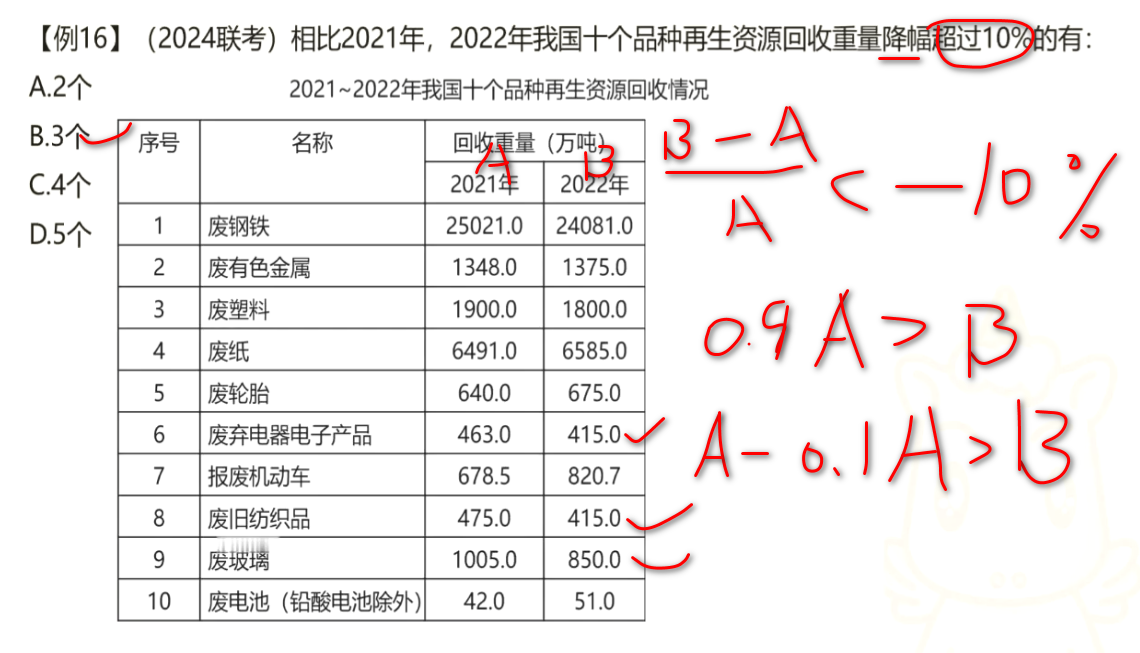 【例16】（2024联考）相比2021年，2022年我国十个品种再生资源回收重量降幅超过10%的有：
A.2个
B.3个
C.4个
D.5个
2021~2022年我国十个品种再生资源回收情况
序号 名称 回收重量（万吨）
A B
2021年 2022年
1 废钢铁 25021.0 24081.0
2 废有色金属 1348.0 1375.0
3 废塑料 1900.0 1800.0
4 废纸 6491.0 6585.0
5 废轮胎 640.0 675.0
6 废弃电器电子产品 463.0 415.0
7 报废机动车 678.5 820.7
8 废旧纺织品 475.0 415.0
9 废玻璃 1005.0 850.0
10 废电池（铅酸电池除外） 42.0 51.0
B-A
A
< -10%
0.9A > B
A-0.1A > B